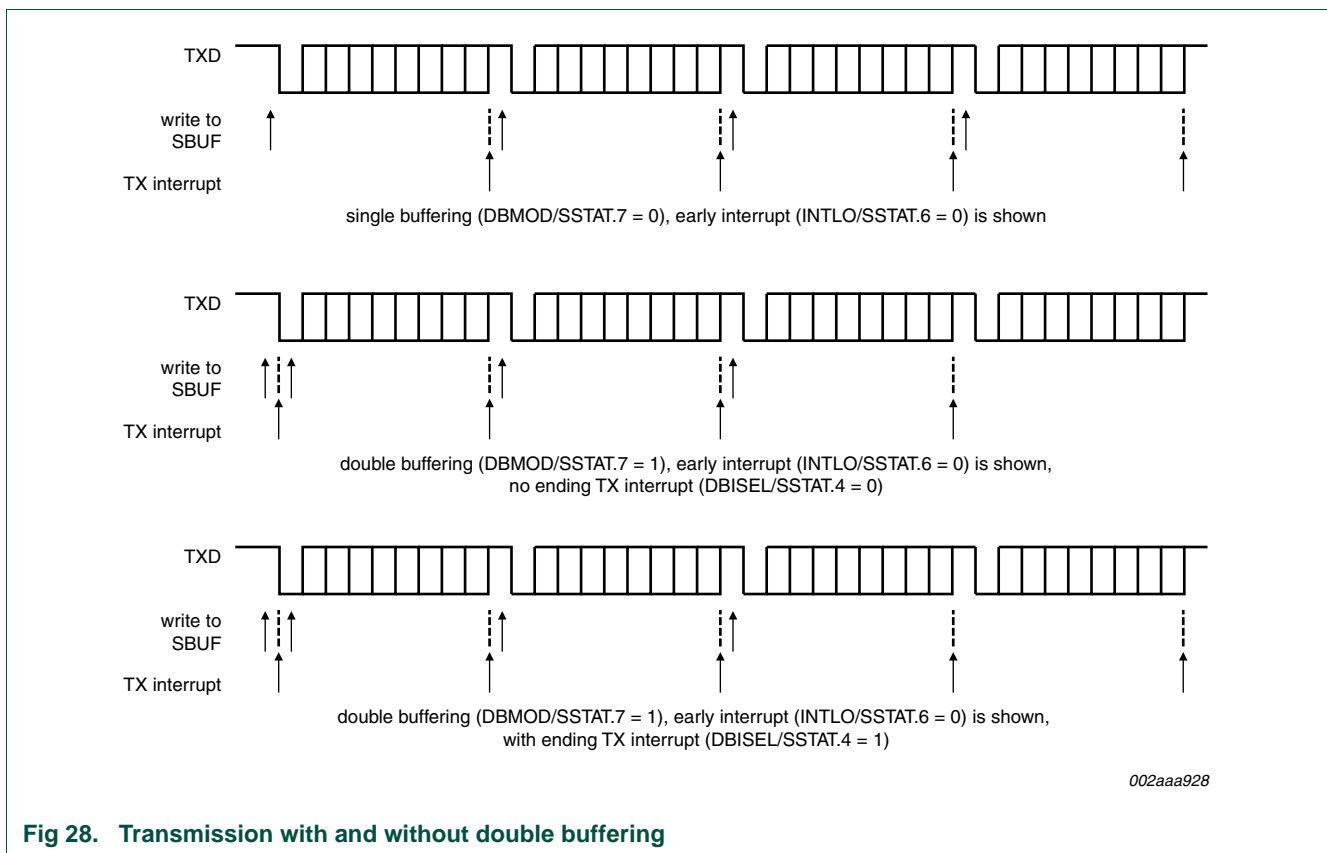 TXD
write to
SBUF
TX interrupt
single buffering (DBMOD/SSTAT.7 = 0), early interrupt (INTLO/SSTAT.6 = 0) is shown
TXD
write to
SBUF
TX interrupt
double buffering (DBMOD/SSTAT.7 = 1), early interrupt (INTLO/SSTAT.6 = 0) is shown,
no ending TX interrupt (DBISEL/SSTAT.4 = 0)
TXD
write to
SBUF
TX interrupt
double buffering (DBMOD/SSTAT.7 = 1), early interrupt (INTLO/SSTAT.6 = 0) is shown,
with ending TX interrupt (DBISEL/SSTAT.4 = 1)
002aaa928
Fig 28. Transmission with and without double buffering